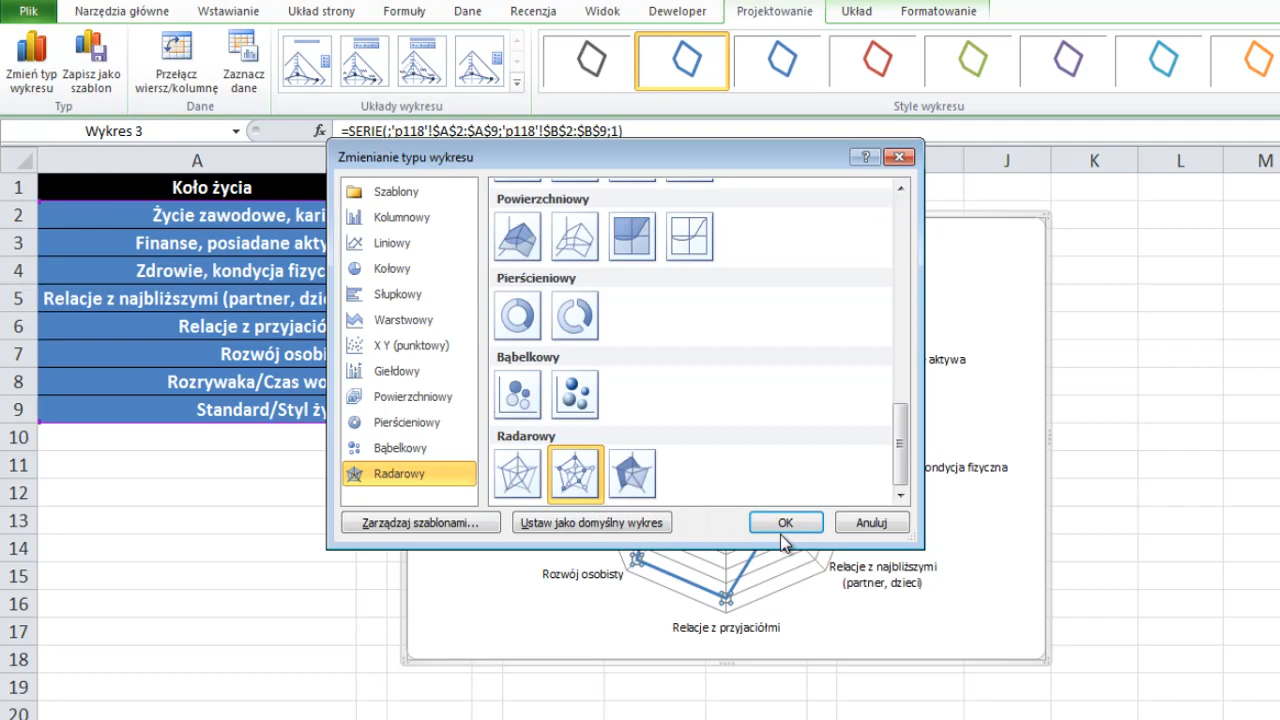 Plik Narzędzia główne Wstawianie Układ strony Formuły Dane Recenzja Widok Deweloper Projektowanie Układ Formatowanie
Zmień typ wykresu
Zapisz jako szablon
Przełącz wiersz/kolumnę
Zaznacz dane
Typ Dane Układy wykresu Style wykresu
Wykres 3 fx =SERIE(;'p118'!$A$2:$A$9;'p118'!$B$2:$B$9;1)
A J K L M
1 Koło życia
2 Życie zawodowe, kari
3 Finanse, posiadane akty
4 Zdrowie, kondycja fizyc
5 Relacje z najbliższymi (partner, dzie
6 Relacje z przyjació
7 Rozwój osobi
8 Rozrywaka/Czas wo
9 Standard/Styl ży
10
11
12
13
14
15
16
17
18
19
20
Zmienianie typu wykresu
?
Szablony
Kolumnowy
Liniowy
Kołowy
Słupkowy
Warstwowy
X Y (punktowy)
Giełdowy
Powierzchniowy
Pierścieniowy
Bąbelkowy
Radarowy
Powierzchniowy
Pierścieniowy
Bąbelkowy
Radarowy
Zarządzaj szablonami... Ustaw jako domyślny wykres OK Anuluj
aktywa
ondycja fizyczna
Relacje z najbliższymi
(partner, dzieci)
Rozwój osobisty
Relacje z przyjaciółmi